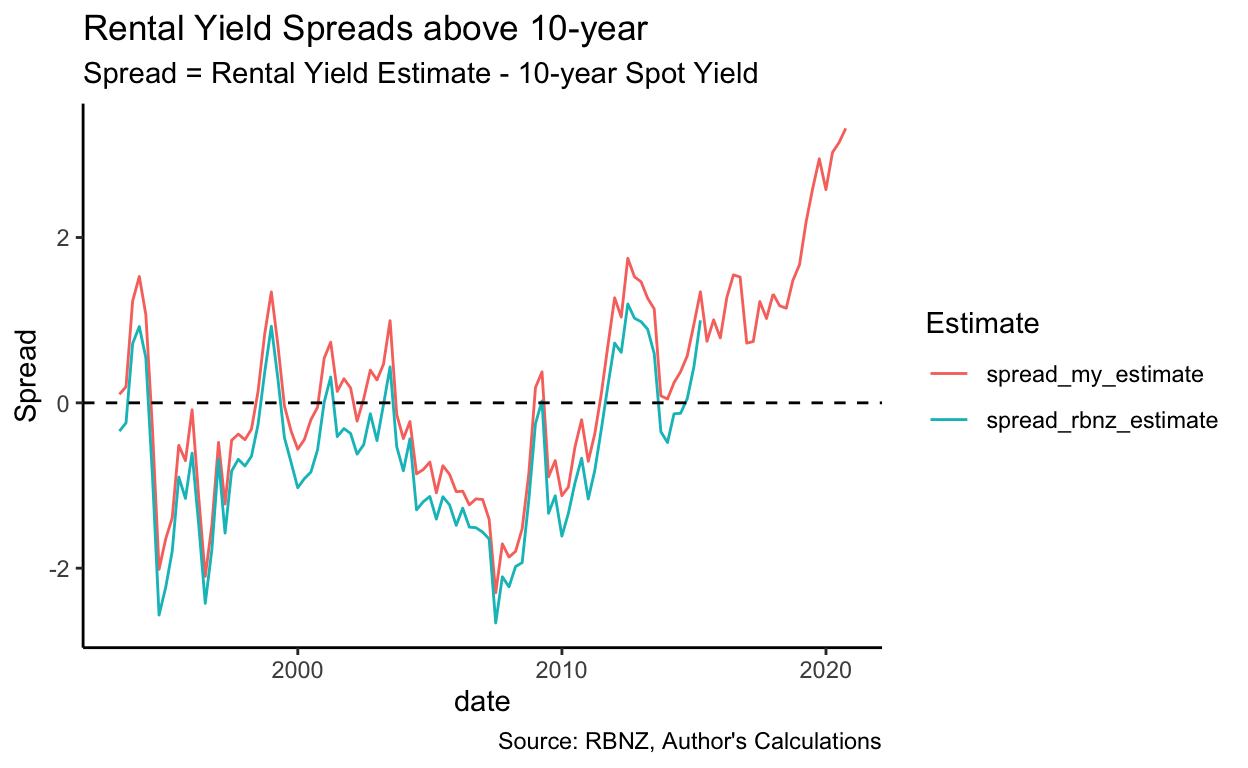 Rental Yield Spreads above 10-year
Spread = Rental Yield Estimate - 10-year Spot Yield
Spread
2
0
-2
2000
2010
2020
date
Estimate
spread_my_estimate
spread_rbnz_estimate
Source: RBNZ, Author's Calculations